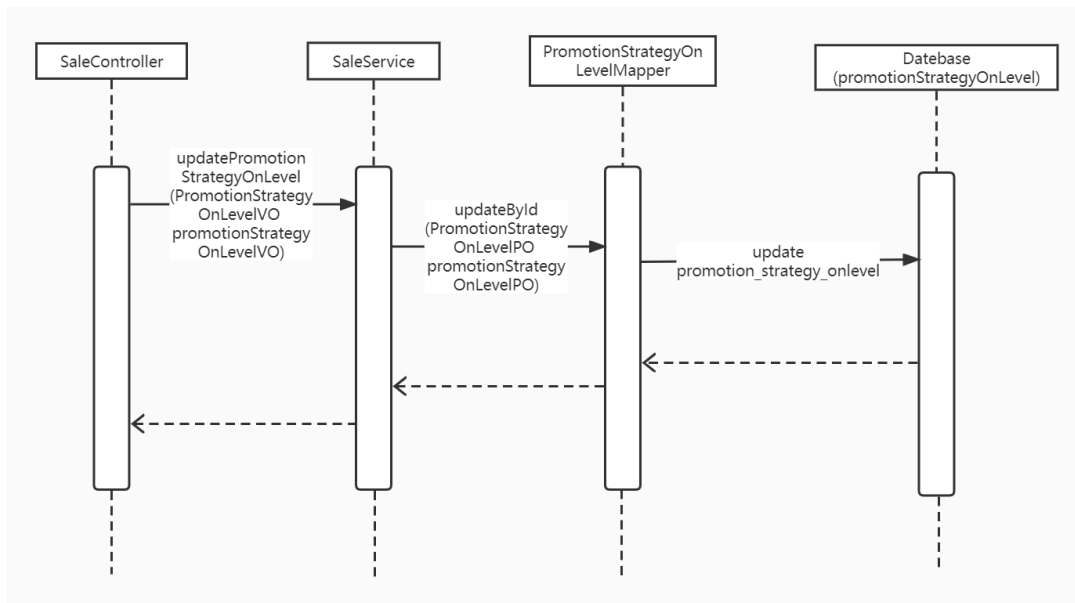 SaleController
SaleService
PromotionStrategyOn
LevelMapper
Datebase
(promotionStrategyOnLevel)
updatePromotion
StrategyOnLevel
(PromotionStrategy
OnLevelVO
promotionStrategy
OnLevelVO)
updateById
(PromotionStrategy
OnLevelPO
promotionStrategy
OnLevelPO)
update
promotion_strategy_onlevel